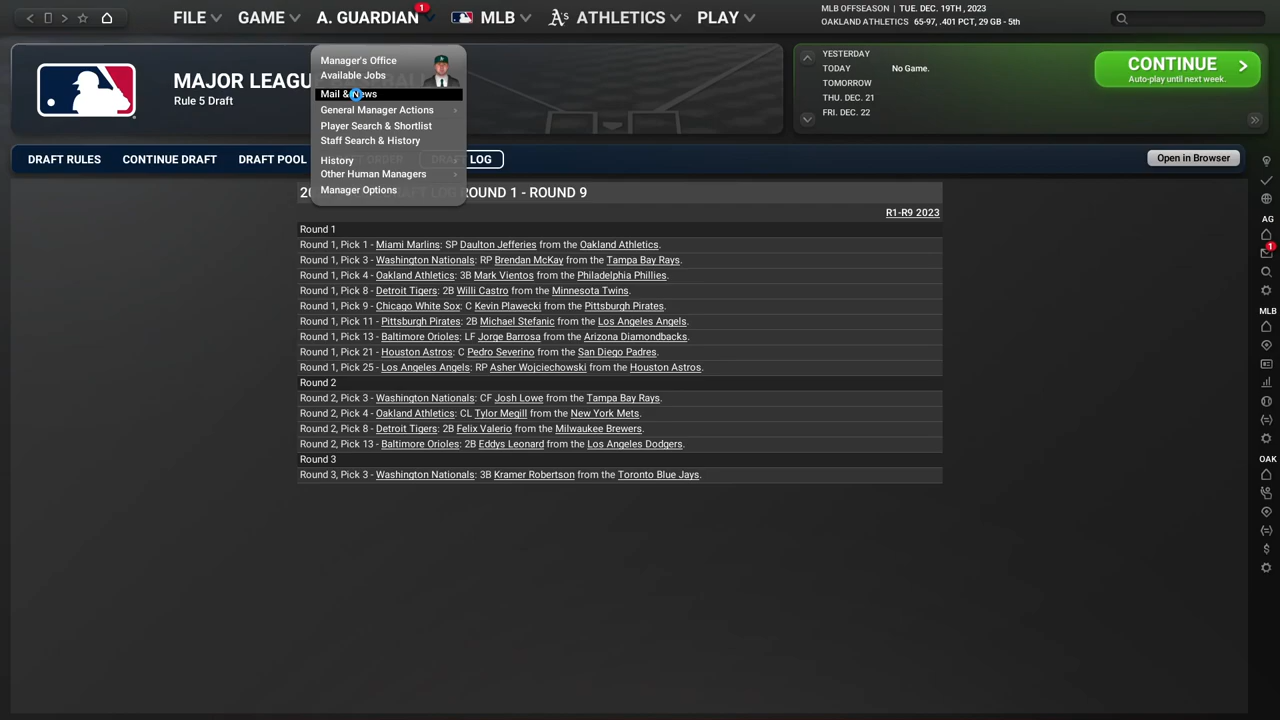 FILE
GAME
A. GUARDIAN
1
MLB
A's
ATHLETICS
PLAY
MLB OFFSEASON | TUE. DEC. 19TH , 2023
OAKLAND ATHLETICS 65-97, .401 PCT, 29 GB - 5th
MAJOR LEAGU
Rule 5 Draft
Manager's Office
Available Jobs
Mail & News
General Manager Actions
Player Search & Shortlist
Staff Search & History
History
Other Human Managers
Manager Options
YESTERDAY
TODAY No Game.
TOMORROW
THU. DEC. 21
FRI. DEC. 22
CONTINUE
Auto-play until next week.
DRAFT RULES
CONTINUE DRAFT
DRAFT POOL
LOG
Open in Browser
LOG ROUND 1 - ROUND 9
R1-R9 2023
Round 1
Round 1, Pick 1 - Miami Marlins: SP Daulton Jefferies from the Oakland Athletics.
Round 1, Pick 3 - Washington Nationals: RP Brendan McKay from the Tampa Bay Rays.
Round 1, Pick 4 - Oakland Athletics: 3B Mark Vientos from the Philadelphia Phillies.
Round 1, Pick 8 - Detroit Tigers: 2B Willi Castro from the Minnesota Twins.
Round 1, Pick 9 - Chicago White Sox: C Kevin Plawecki from the Pittsburgh Pirates.
Round 1, Pick 11 - Pittsburgh Pirates: 2B Michael Stefanic from the Los Angeles Angels.
Round 1, Pick 13 - Baltimore Orioles: LF Jorge Barrosa from the Arizona Diamondbacks.
Round 1, Pick 21 - Houston Astros: C Pedro Severino from the San Diego Padres.
Round 1, Pick 25 - Los Angeles Angels: RP Asher Wojciechowski from the Houston Astros.
Round 2
Round 2, Pick 3 - Washington Nationals: CF Josh Lowe from the Tampa Bay Rays.
Round 2, Pick 4 - Oakland Athletics: CL Tylor Megill from the New York Mets.
Round 2, Pick 8 - Detroit Tigers: 2B Felix Valerio from the Milwaukee Brewers.
Round 2, Pick 13 - Baltimore Orioles: 2B Eddys Leonard from the Los Angeles Dodgers.
Round 3
Round 3, Pick 3 - Washington Nationals: 3B Kramer Robertson from the Toronto Blue Jays.
AG
1
MLB
OAK